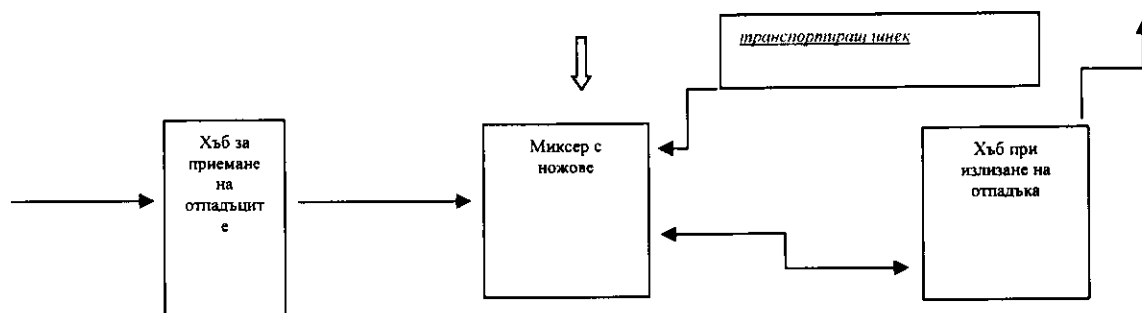 транспортиращ шнек
Хъб за
приемане
на
отпадъцит
е
Миксер с
ножове
Хъб при
излизане на
отпадъка